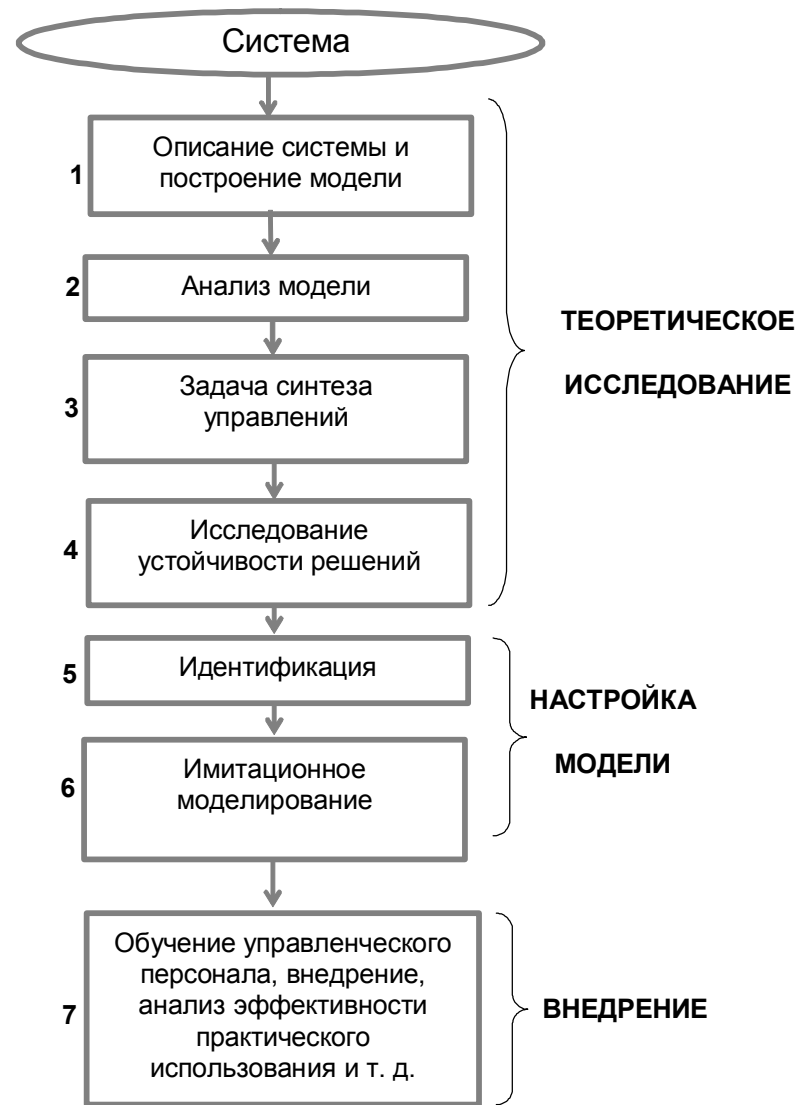 Система
1
Описание системы и
построение модели
2
Анализ модели
3
Задача синтеза
управлений
4
Исследование
устойчивости решений
ТЕОРЕТИЧЕСКОЕ
ИССЛЕДОВАНИЕ
5
Идентификация
6
Имитационное
моделирование
НАСТРОЙКА
МОДЕЛИ
7
Обучение управленческого
персонала, внедрение,
анализ эффективности
практического
использования и т. д.
ВНЕДРЕНИЕ